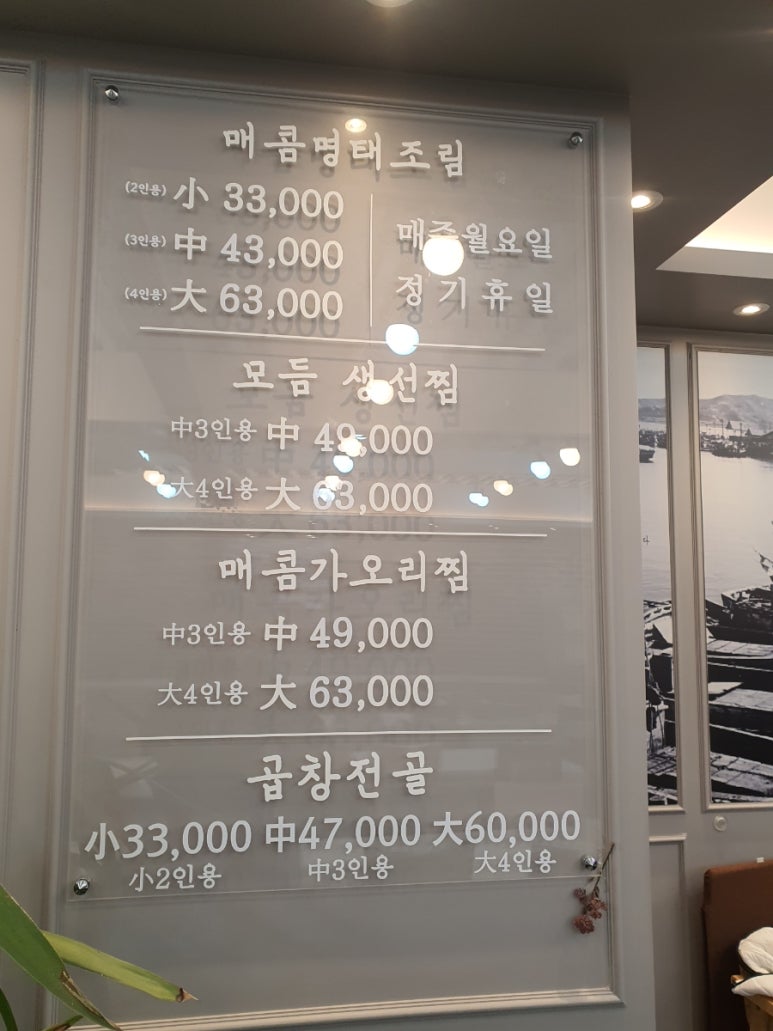 매콤명태조림
(2인용) 小 33,000
(3인용) 中 43,000
(4인용) 大 63,000
매주월요일
정기휴일
모듬 생선찜
中3인용 中 49,000
大4인용 大 63,000
매콤가오리찜
中3인용 中 49,000
大4인용 大 63,000
곱창전골
小33,000 中47,000 大60,000
小2인용 中3인용 大4인용